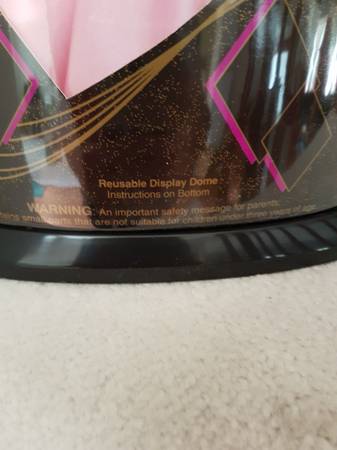 Reusable Display Dome
Instructions on Bottom
WARNING: An important safety message for parents:
small parts that are not suitable for children under three years of age.